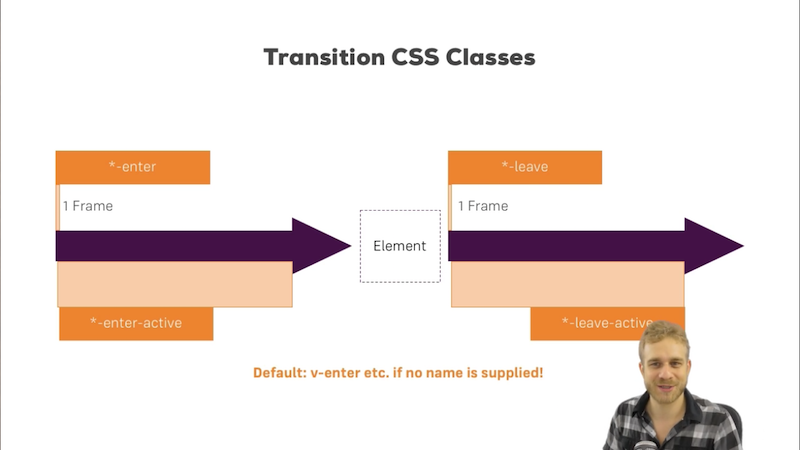 Transition CSS Classes
*-enter
*-leave
1 Frame
1 Frame
Element
*-enter-active
*-leave-active
Default: v-enter etc. if no name is supplied!